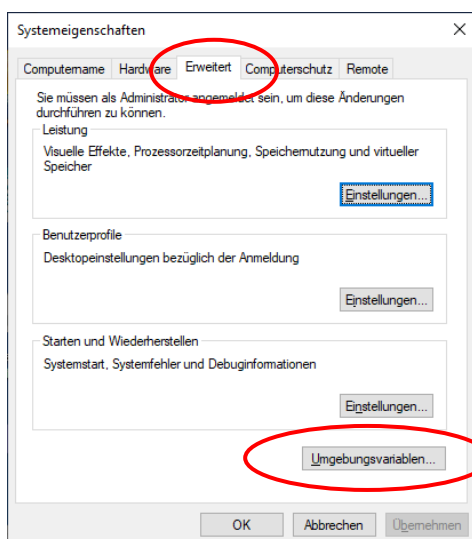 Systemeigenschaften
Computername Hardware Erweitert Computerschutz Remote
Sie müssen als Administrator angemeldet sein, um diese Änderungen
durchführen zu können.
Leistung
Visuelle Effekte, Prozessorzeitplanung, Speichernutzung und virtueller
Speicher
Einstellungen...
Benutzerprofile
Desktopeinstellungen bezüglich der Anmeldung
Einstellungen...
Starten und Wiederherstellen
Systemstart, Systemfehler und Debuginformationen
Einstellungen...
Umgebungsvariablen...
OK Abbrechen Übernehmen